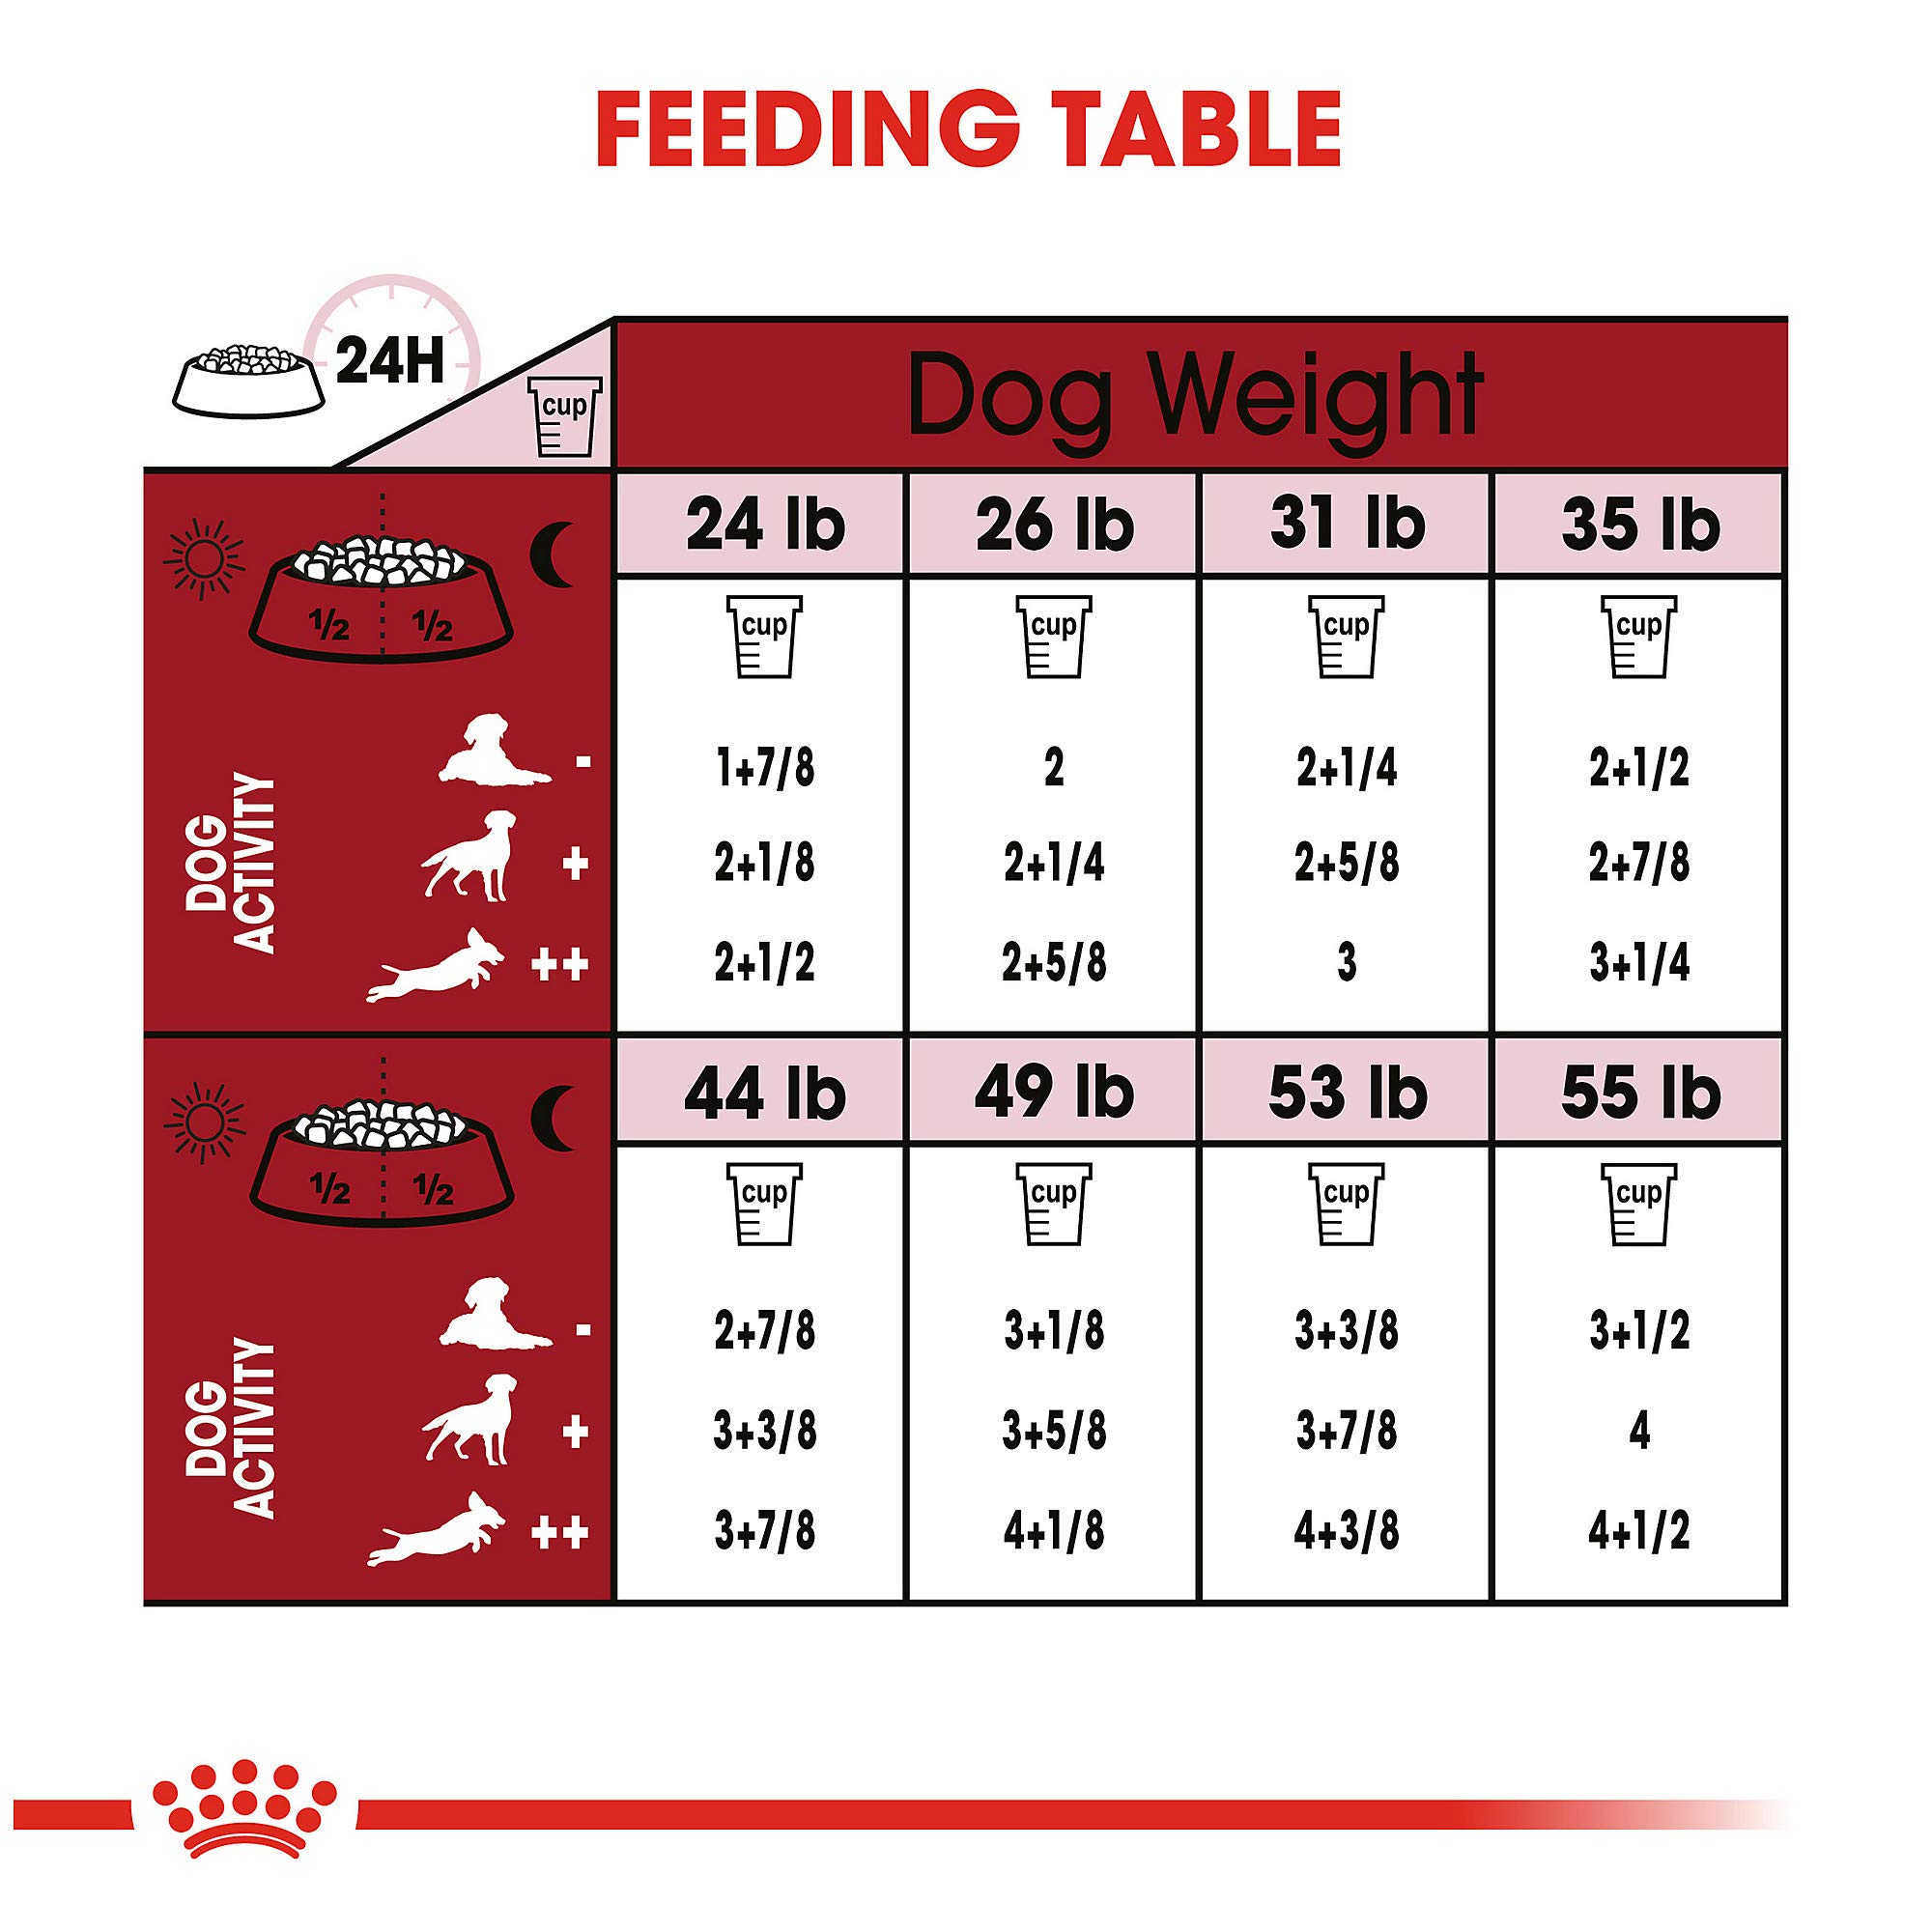 FEEDING TABLE
24H
cup
Dog Weight
24 lb 26 lb 31 lb 35 lb
½ ½
cup cup cup cup
DOG
ACTIVITY
- 1+7/8 2 2+1/4 2+1/2
+ 2+1/8 2+1/4 2+5/8 2+7/8
++ 2+1/2 2+5/8 3 3+1/4
44 lb 49 lb 53 lb 55 lb
½ ½
cup cup cup cup
DOG
ACTIVITY
- 2+7/8 3+1/8 3+3/8 3+1/2
+ 3+3/8 3+5/8 3+7/8 4
++ 3+7/8 4+1/8 4+3/8 4+1/2